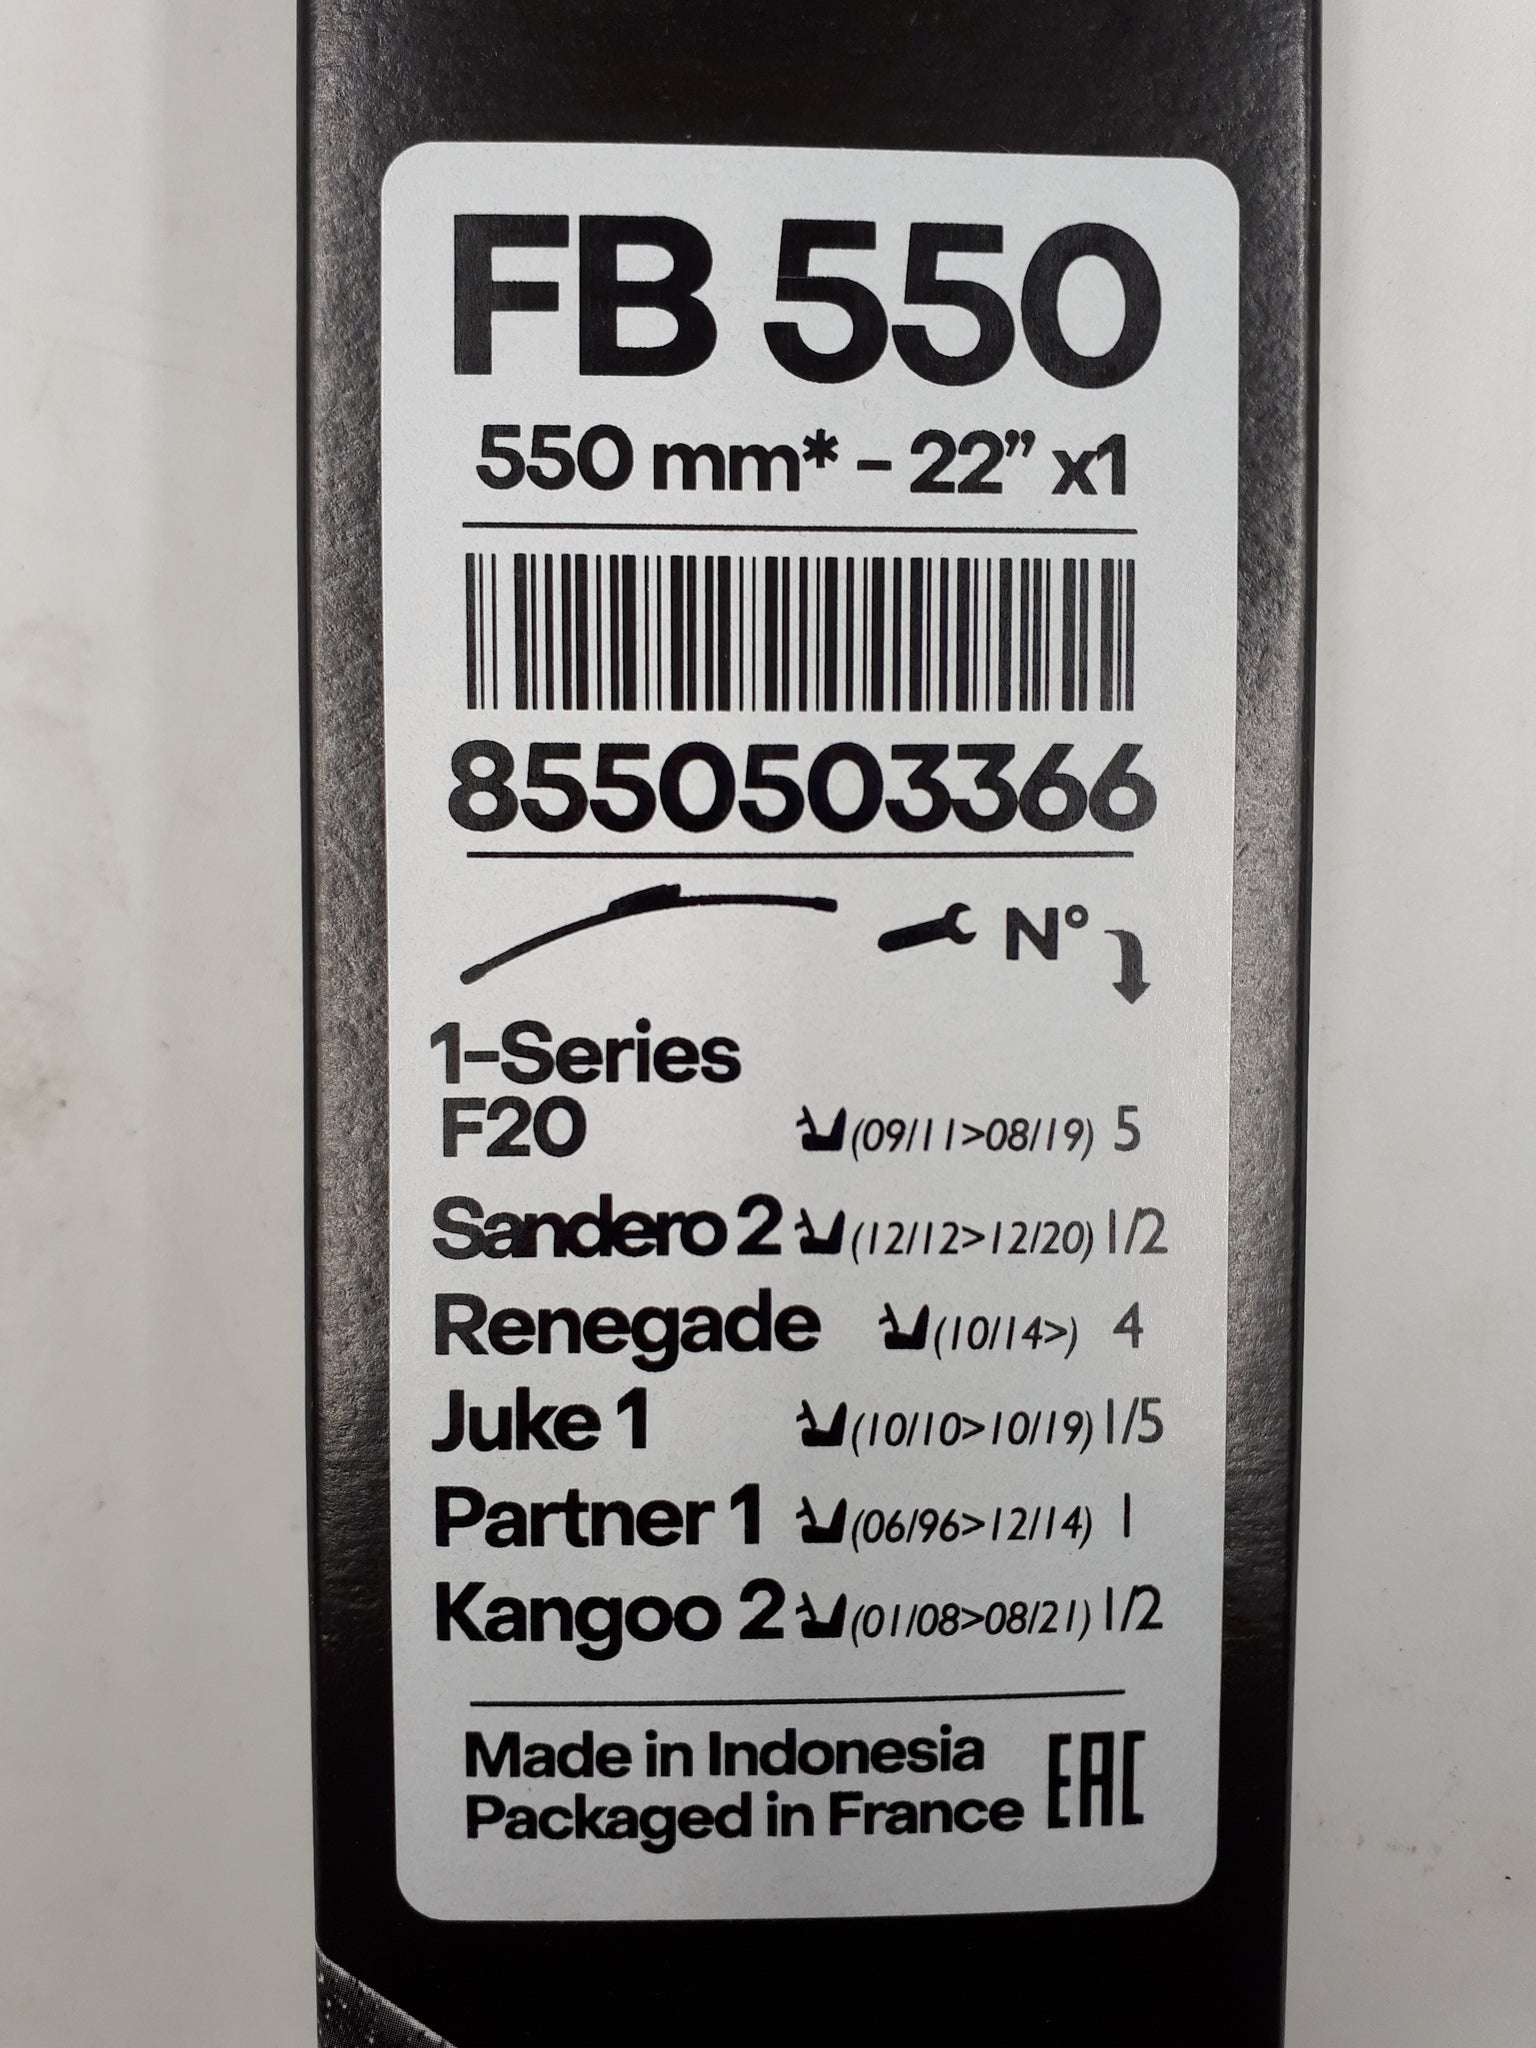 FB 550
550 mm* - 22” x1
8550503366
N°
1-Series
F20 (09/11>08/19) 5
Sandero 2 (12/12>12/20) 1/2
Renegade (10/14>) 4
Juke 1 (10/10>10/19) 1/5
Partner 1 (06/96>12/14) 1
Kangoo 2 (01/08>08/21) 1/2
Made in Indonesia
Packaged in France EAC